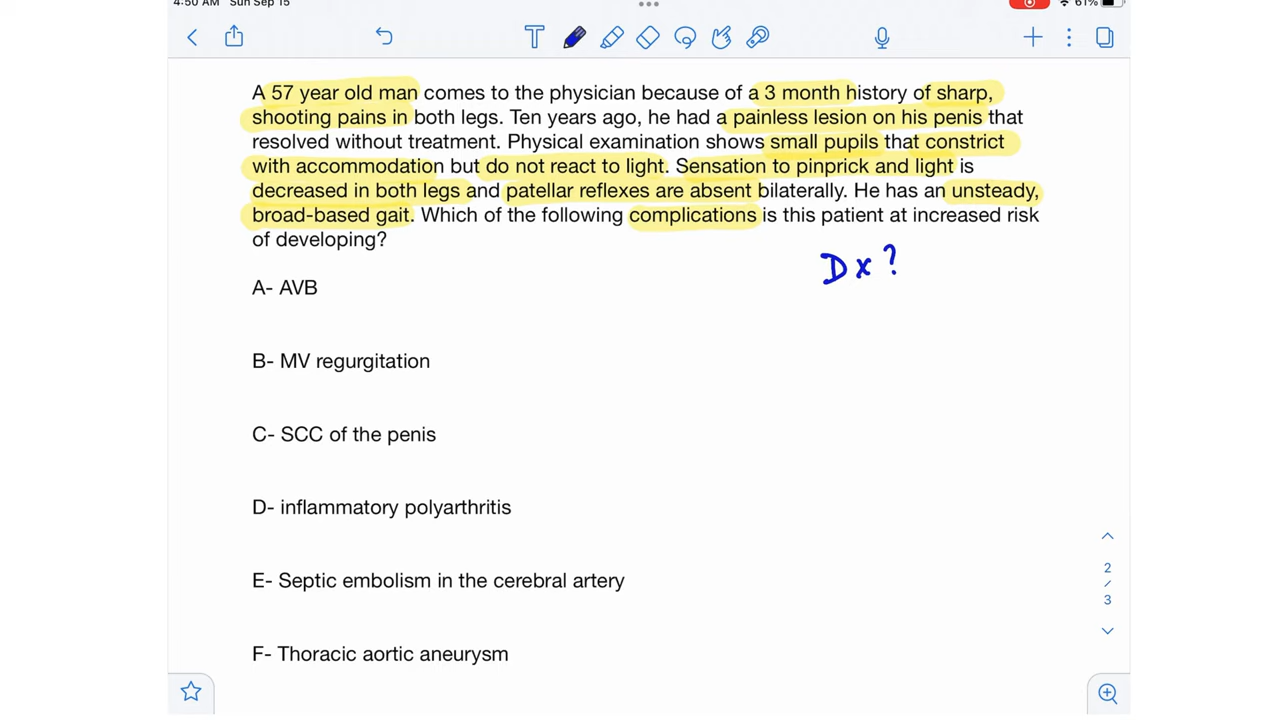 4:50 AM Sun Sep 15
61%
T
A 57 year old man comes to the physician because of a 3 month history of sharp,
shooting pains in both legs. Ten years ago, he had a painless lesion on his penis that
resolved without treatment. Physical examination shows small pupils that constrict
with accommodation but do not react to light. Sensation to pinprick and light is
decreased in both legs and patellar reflexes are absent bilaterally. He has an unsteady,
broad-based gait. Which of the following complications is this patient at increased risk
of developing?
Dx?
A- AVB
B- MV regurgitation
C- SCC of the penis
D- inflammatory polyarthritis
E- Septic embolism in the cerebral artery
F- Thoracic aortic aneurysm
2
/
3